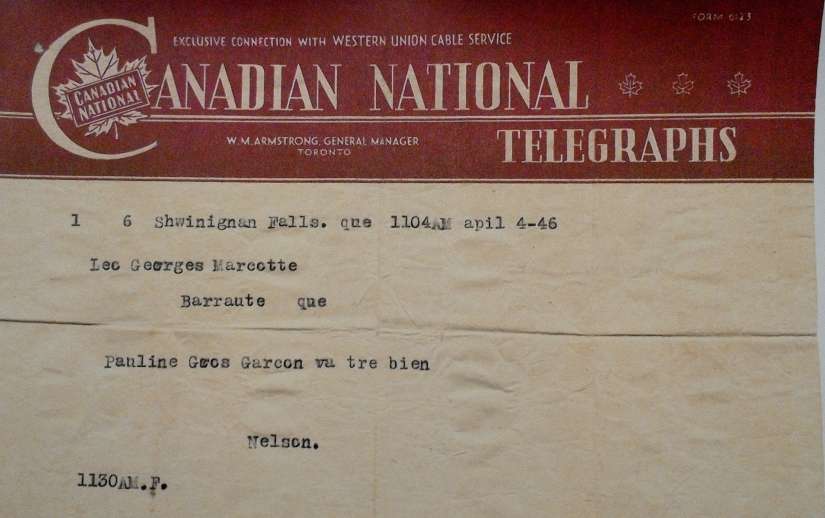 FORM 6123
EXCLUSIVE CONNECTION WITH WESTERN UNION CABLE SERVICE
CANADIAN NATIONAL
CANADIAN NATIONAL
W.M. ARMSTRONG, GENERAL MANAGER
TORONTO
TELEGRAPHS
1 6 Shwinignan Falls. que 1104AM apil 4-46
Leo Georges Marcotte
Barraute que
Pauline Gros Garcon va tre bien
Nelson.
1130AM.F.